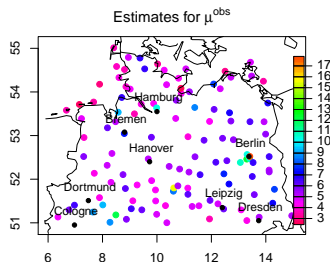 Estimates for μ^obs
55
54
53
52
51
Hamburg
Bremen
Hanover
Berlin
Dortmund
Leipzig
Cologne
Dresden
17
16
15
14
13
12
11
10
9
8
7
6
5
4
3
6 8 10 12 14